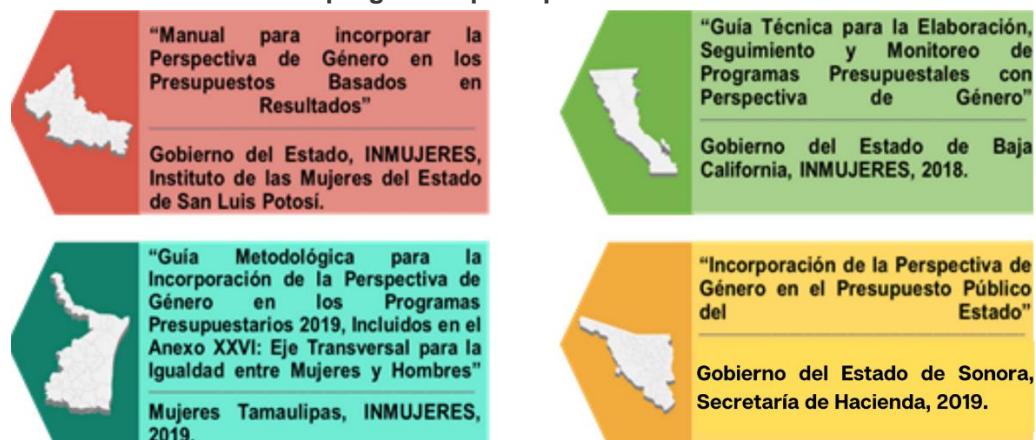 “Manual para incorporar la
Perspectiva de Género en los
Presupuestos Basados en
Resultados”
Gobierno del Estado, INMUJERES,
Instituto de las Mujeres del Estado
de San Luis Potosí.
“Guía Técnica para la Elaboración,
Seguimiento y Monitoreo de
Programas Presupuestales con
Perspectiva de Género”
Gobierno del Estado de Baja
California, INMUJERES, 2018.
“Guía Metodológica para la
Incorporación de la Perspectiva de
Género en los Programas
Presupuestarios 2019, Incluidos en el
Anexo XXVI: Eje Transversal para la
Igualdad entre Mujeres y Hombres”
Mujeres Tamaulipas, INMUJERES,
2019.
“Incorporación de la Perspectiva de
Género en el Presupuesto Público
del Estado”
Gobierno del Estado de Sonora,
Secretaría de Hacienda, 2019.